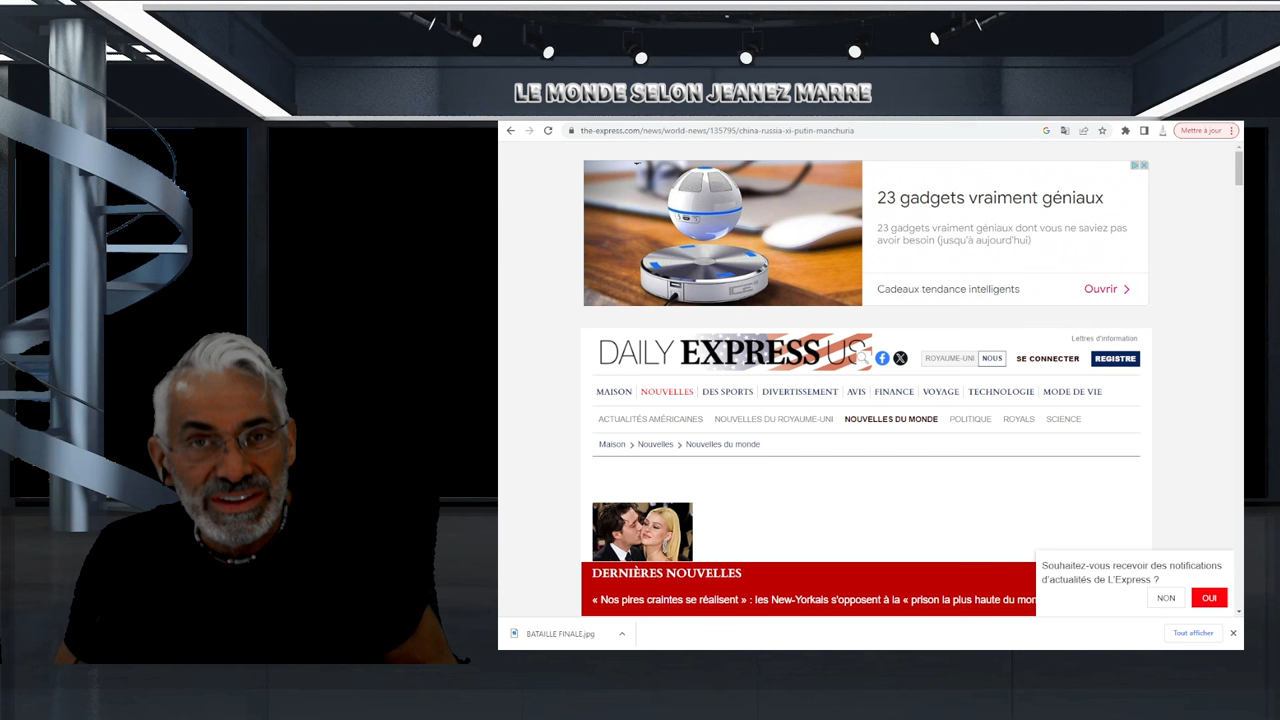 LE MONDE SELON JEANEZ MARRE
the-express.com/news/world-news/135795/china-russia-xi-putin-manchuria
Mettre à jour
23 gadgets vraiment géniaux
23 gadgets vraiment géniaux dont vous ne saviez pas
avoir besoin (jusqu'à aujourd'hui)
Cadeaux tendance intelligents
Ouvrir
Lettres d'information
DAILY EXPRESS US
ROYAUME-UNI NOUS SE CONNECTER REGISTRE
MAISON NOUVELLES DES SPORTS DIVERTISSEMENT AVIS FINANCE VOYAGE TECHNOLOGIE MODE DE VIE
ACTUALITÉS AMÉRICAINES NOUVELLES DU ROYAUME-UNI NOUVELLES DU MONDE POLITIQUE ROYALS SCIENCE
Maison > Nouvelles > Nouvelles du monde
DERNIÈRES NOUVELLES
« Nos pires craintes se réalisent » : les New-Yorkais s'opposent à la « prison la plus haute du mon
Souhaitez-vous recevoir des notifications
d'actualités de L'Express ?
NON OUI
BATAILLE FINALE.jpg
Tout afficher